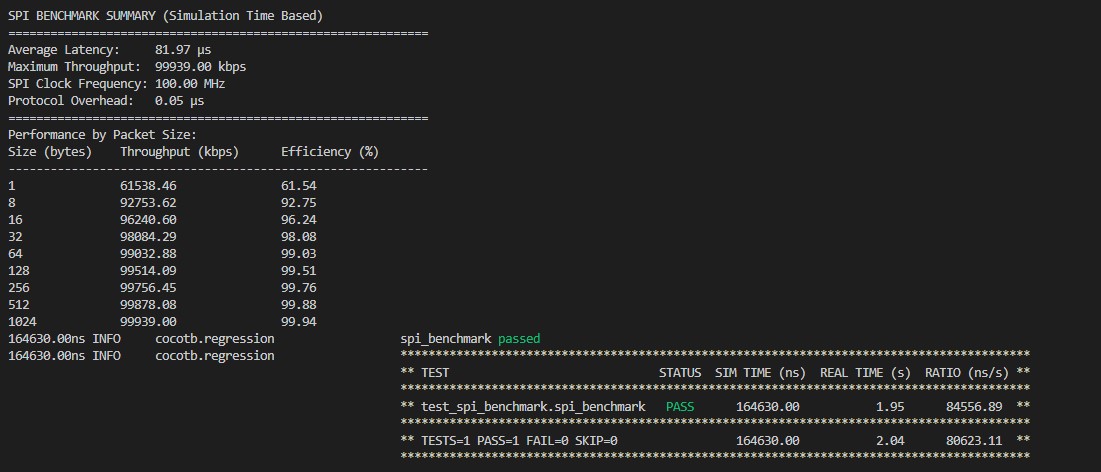 SPI BENCHMARK SUMMARY (Simulation Time Based)
============================================================
Average Latency:     81.97 µs
Maximum Throughput:  99939.00 kbps
SPI Clock Frequency: 100.00 MHz
Protocol Overhead:   0.05 µs
============================================================
Performance by Packet Size:
Size (bytes)    Throughput (kbps)      Efficiency (%)
------------------------------------------------------------
1               61538.46               61.54
8               92753.62               92.75
16              96240.60               96.24
32              98084.29               98.08
64              99032.88               99.03
128             99514.09               99.51
256             99756.45               99.76
512             99878.08               99.88
1024            99939.00               99.94
164630.00ns INFO     cocotb.regression                  spi_benchmark passed
164630.00ns INFO     cocotb.regression                  ******************************************************************************************
                                                        ** TEST                              STATUS  SIM TIME (ns)  REAL TIME (s)  RATIO (ns/s) **
                                                        ******************************************************************************************
                                                        ** test_spi_benchmark.spi_benchmark   PASS      164630.00           1.95      84556.89  **
                                                        ******************************************************************************************
                                                        ** TESTS=1 PASS=1 FAIL=0 SKIP=0                 164630.00           2.04      80623.11  **
                                                        ******************************************************************************************